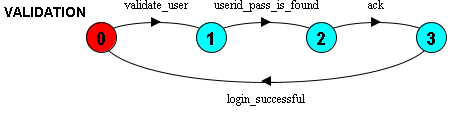 VALIDATION
validate_user
userid_pass_is_found
ack
0
1
2
3
login_successful